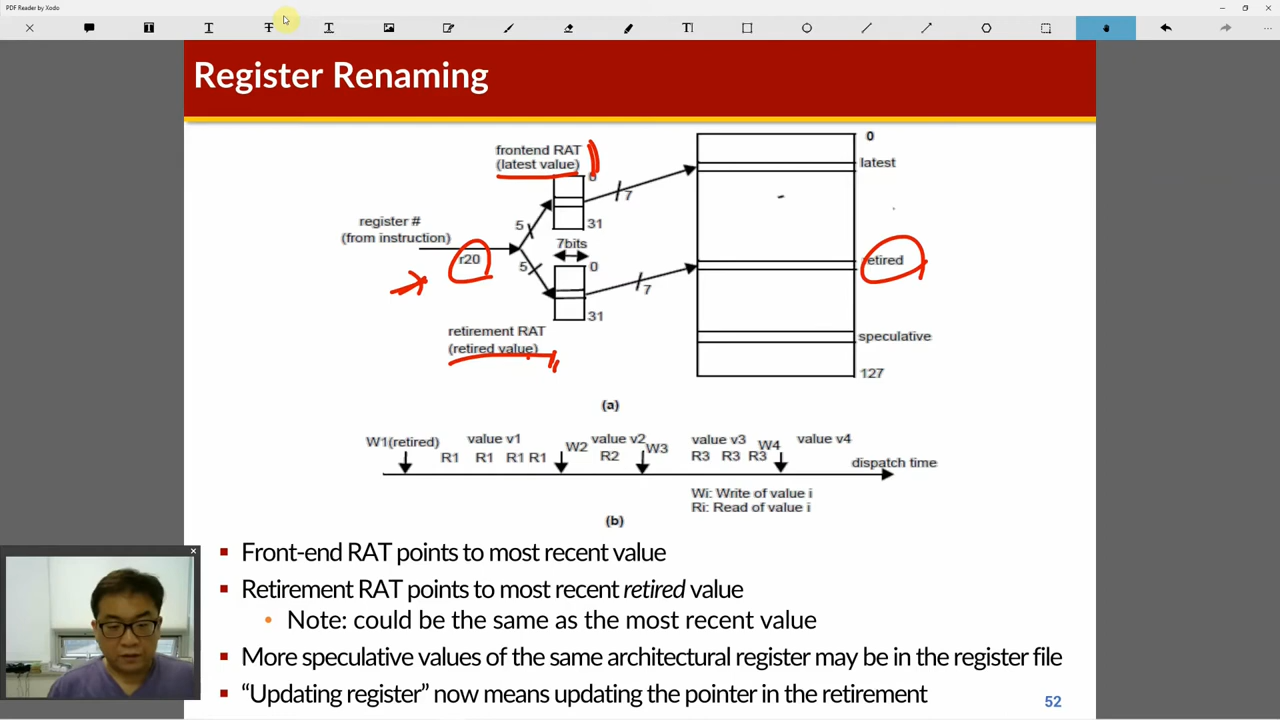 PDF Reader by Xodo
Register Renaming
frontend RAT
(latest value)
0
31
7
register #
(from instruction)
r20
5
5
7bits
0
31
7
retirement RAT
(retired value)
0
latest
retired
speculative
127
(a)
W1(retired) value v1 W2 value v2 W3 value v3 W4 value v4
R1 R1 R1 R1 R2 R3 R3 R3
dispatch time
Wi: Write of value i
Ri: Read of value i
(b)
▪ Front-end RAT points to most recent value
▪ Retirement RAT points to most recent retired value
• Note: could be the same as the most recent value
▪ More speculative values of the same architectural register may be in the register file
▪ “Updating register” now means updating the pointer in the retirement
52